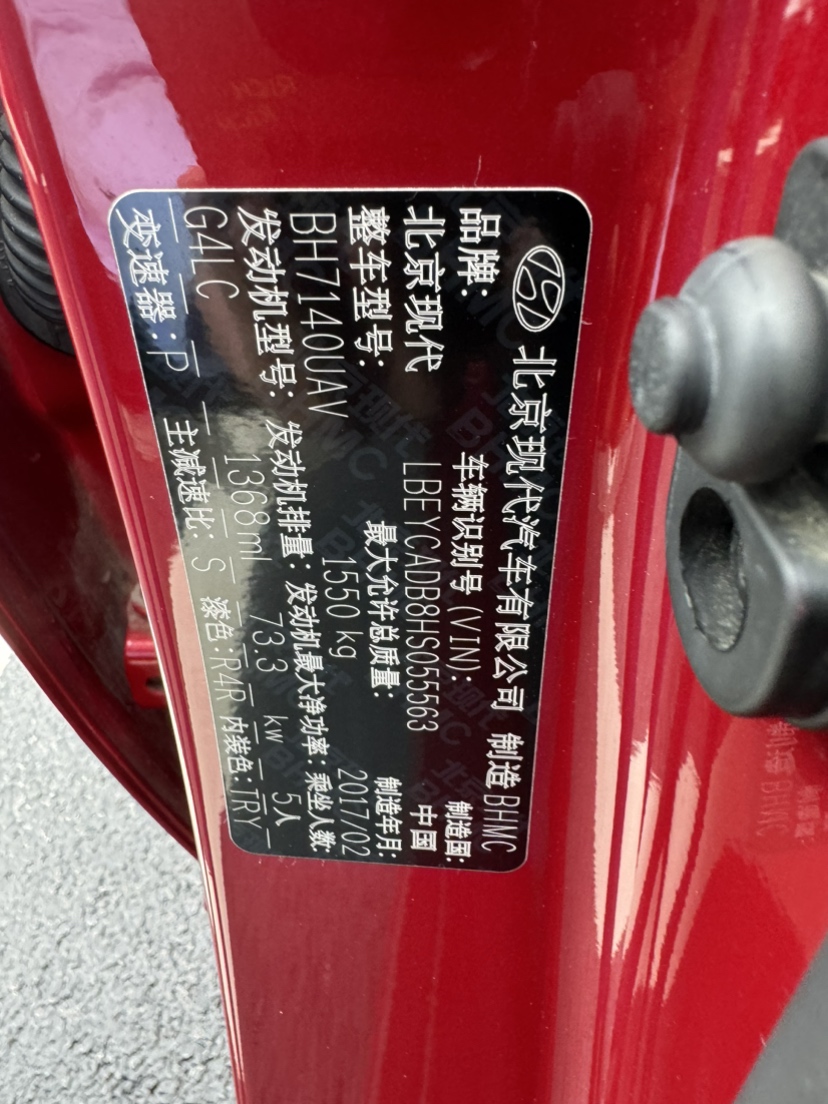 北京现代汽车有限公司 制造 BHMC
品牌: 车辆识别号 (VIN): 制造国:
北京现代 LBEYCADB8HS055563 中国
整车型号: 最大允许总质量: 制造年月:
BH7140UAV 1550 kg 2017/02
发动机型号: 发动机排量: 发动机最大净功率: 乘坐人数:
G4LC 1368ml 73.3 kw 5人
变速器: P 主减速比: S 漆色: R4R 内装色: TRY